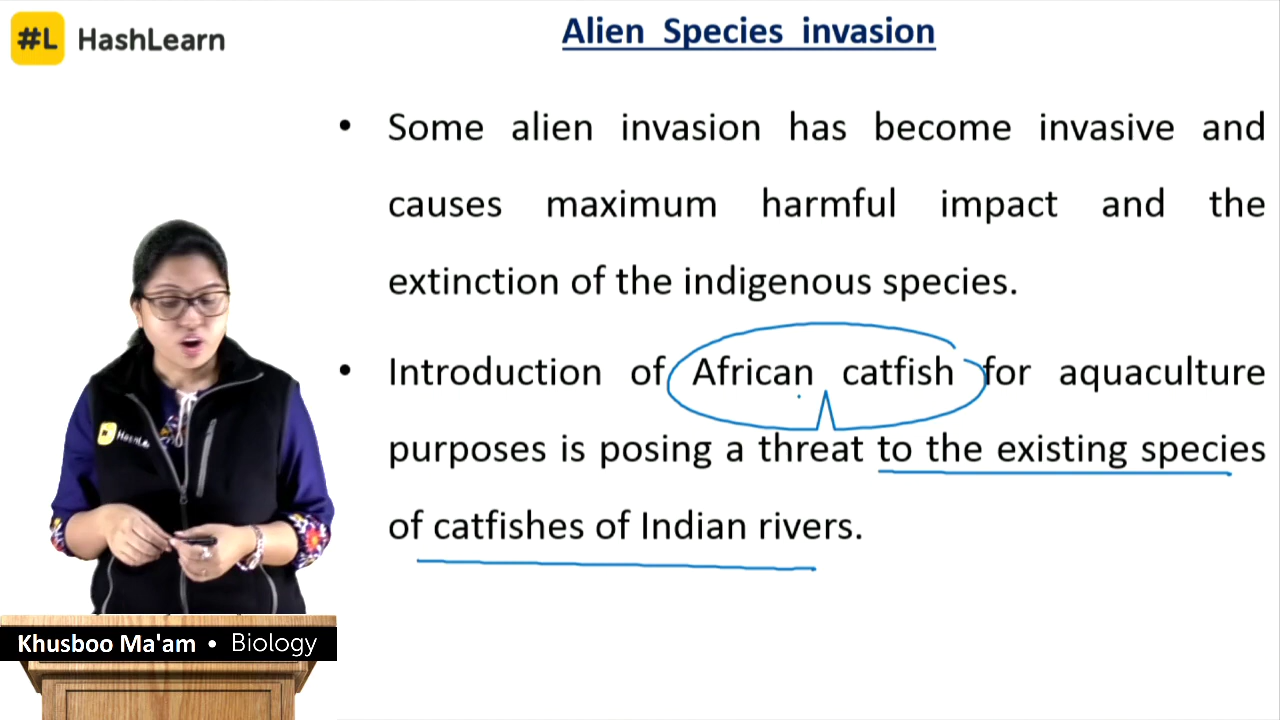 #L HashLearn
Alien Species invasion
• Some alien invasion has become invasive and
causes maximum harmful impact and the
extinction of the indigenous species.
• Introduction of African catfish for aquaculture
purposes is posing a threat to the existing species
of catfishes of Indian rivers.
# HashLe
Khusboo Ma'am • Biology